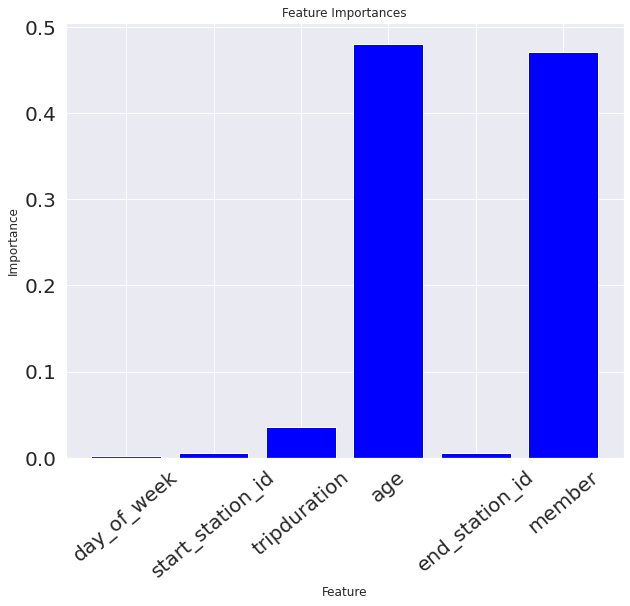 Feature Importances
0.5
0.4
0.3
0.2
0.1
0.0
Importance
day_of_week
start_station_id
tripduration
age
end_station_id
member
Feature